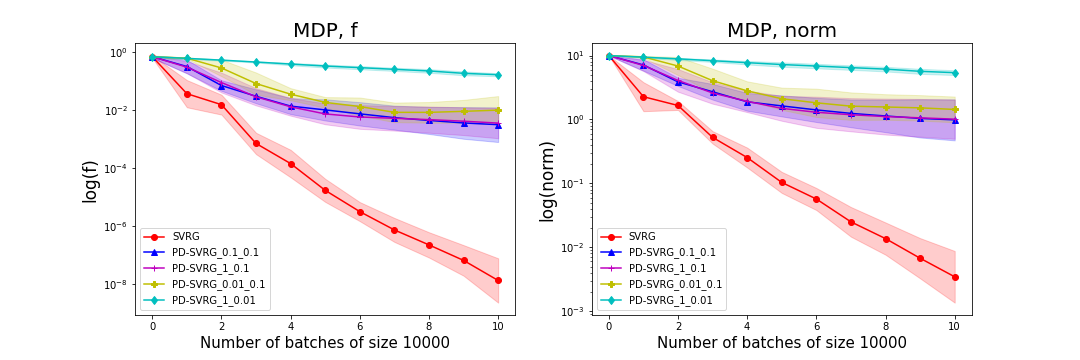 MDP, f
log(f)
10⁰
10⁻²
10⁻⁴
10⁻⁶
10⁻⁸
SVRG
PD-SVRG_0.1_0.1
PD-SVRG_1_0.1
PD-SVRG_0.01_0.1
PD-SVRG_1_0.01
0 2 4 6 8 10
Number of batches of size 10000
MDP, norm
log(norm)
10¹
10⁰
10⁻¹
10⁻²
10⁻³
SVRG
PD-SVRG_0.1_0.1
PD-SVRG_1_0.1
PD-SVRG_0.01_0.1
PD-SVRG_1_0.01
0 2 4 6 8 10
Number of batches of size 10000